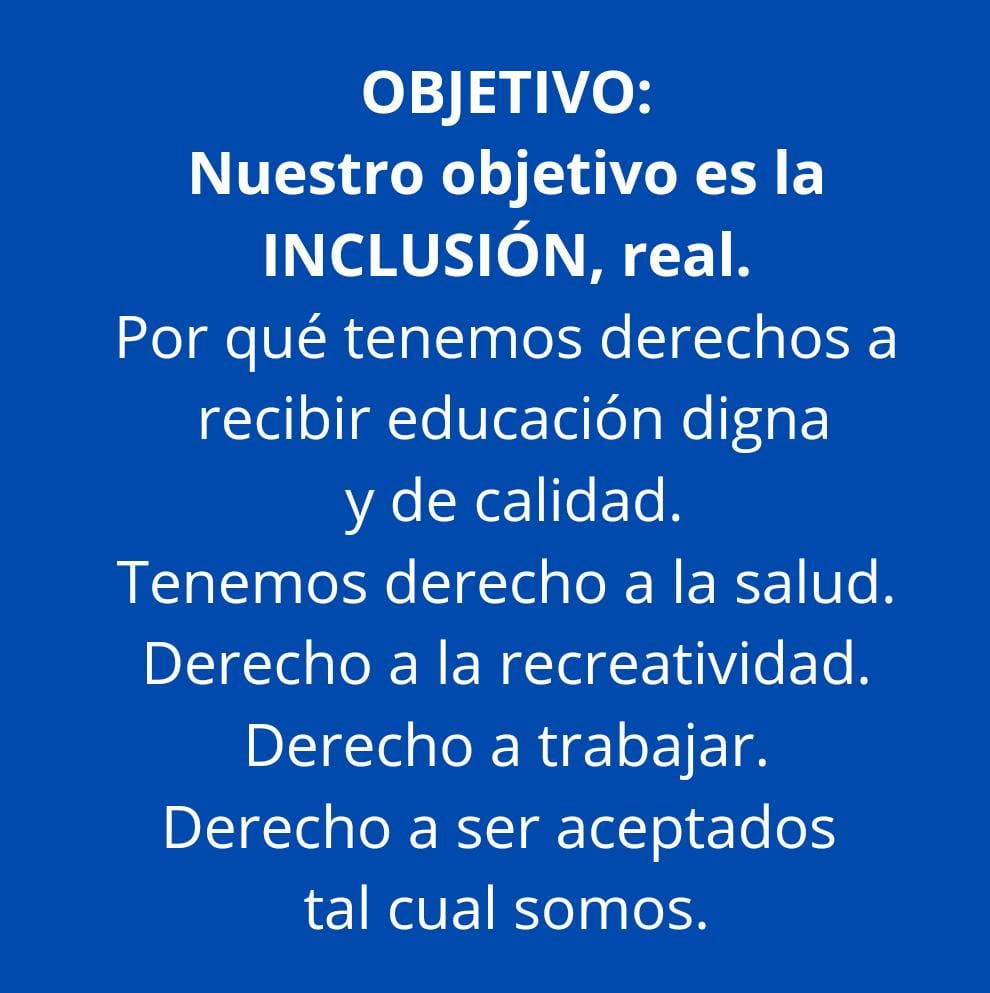 OBJETIVO:
Nuestro objetivo es la
INCLUSIÓN, real.
Por qué tenemos derechos a
recibir educación digna
y de calidad.
Tenemos derecho a la salud.
Derecho a la recreatividad.
Derecho a trabajar.
Derecho a ser aceptados
tal cual somos.